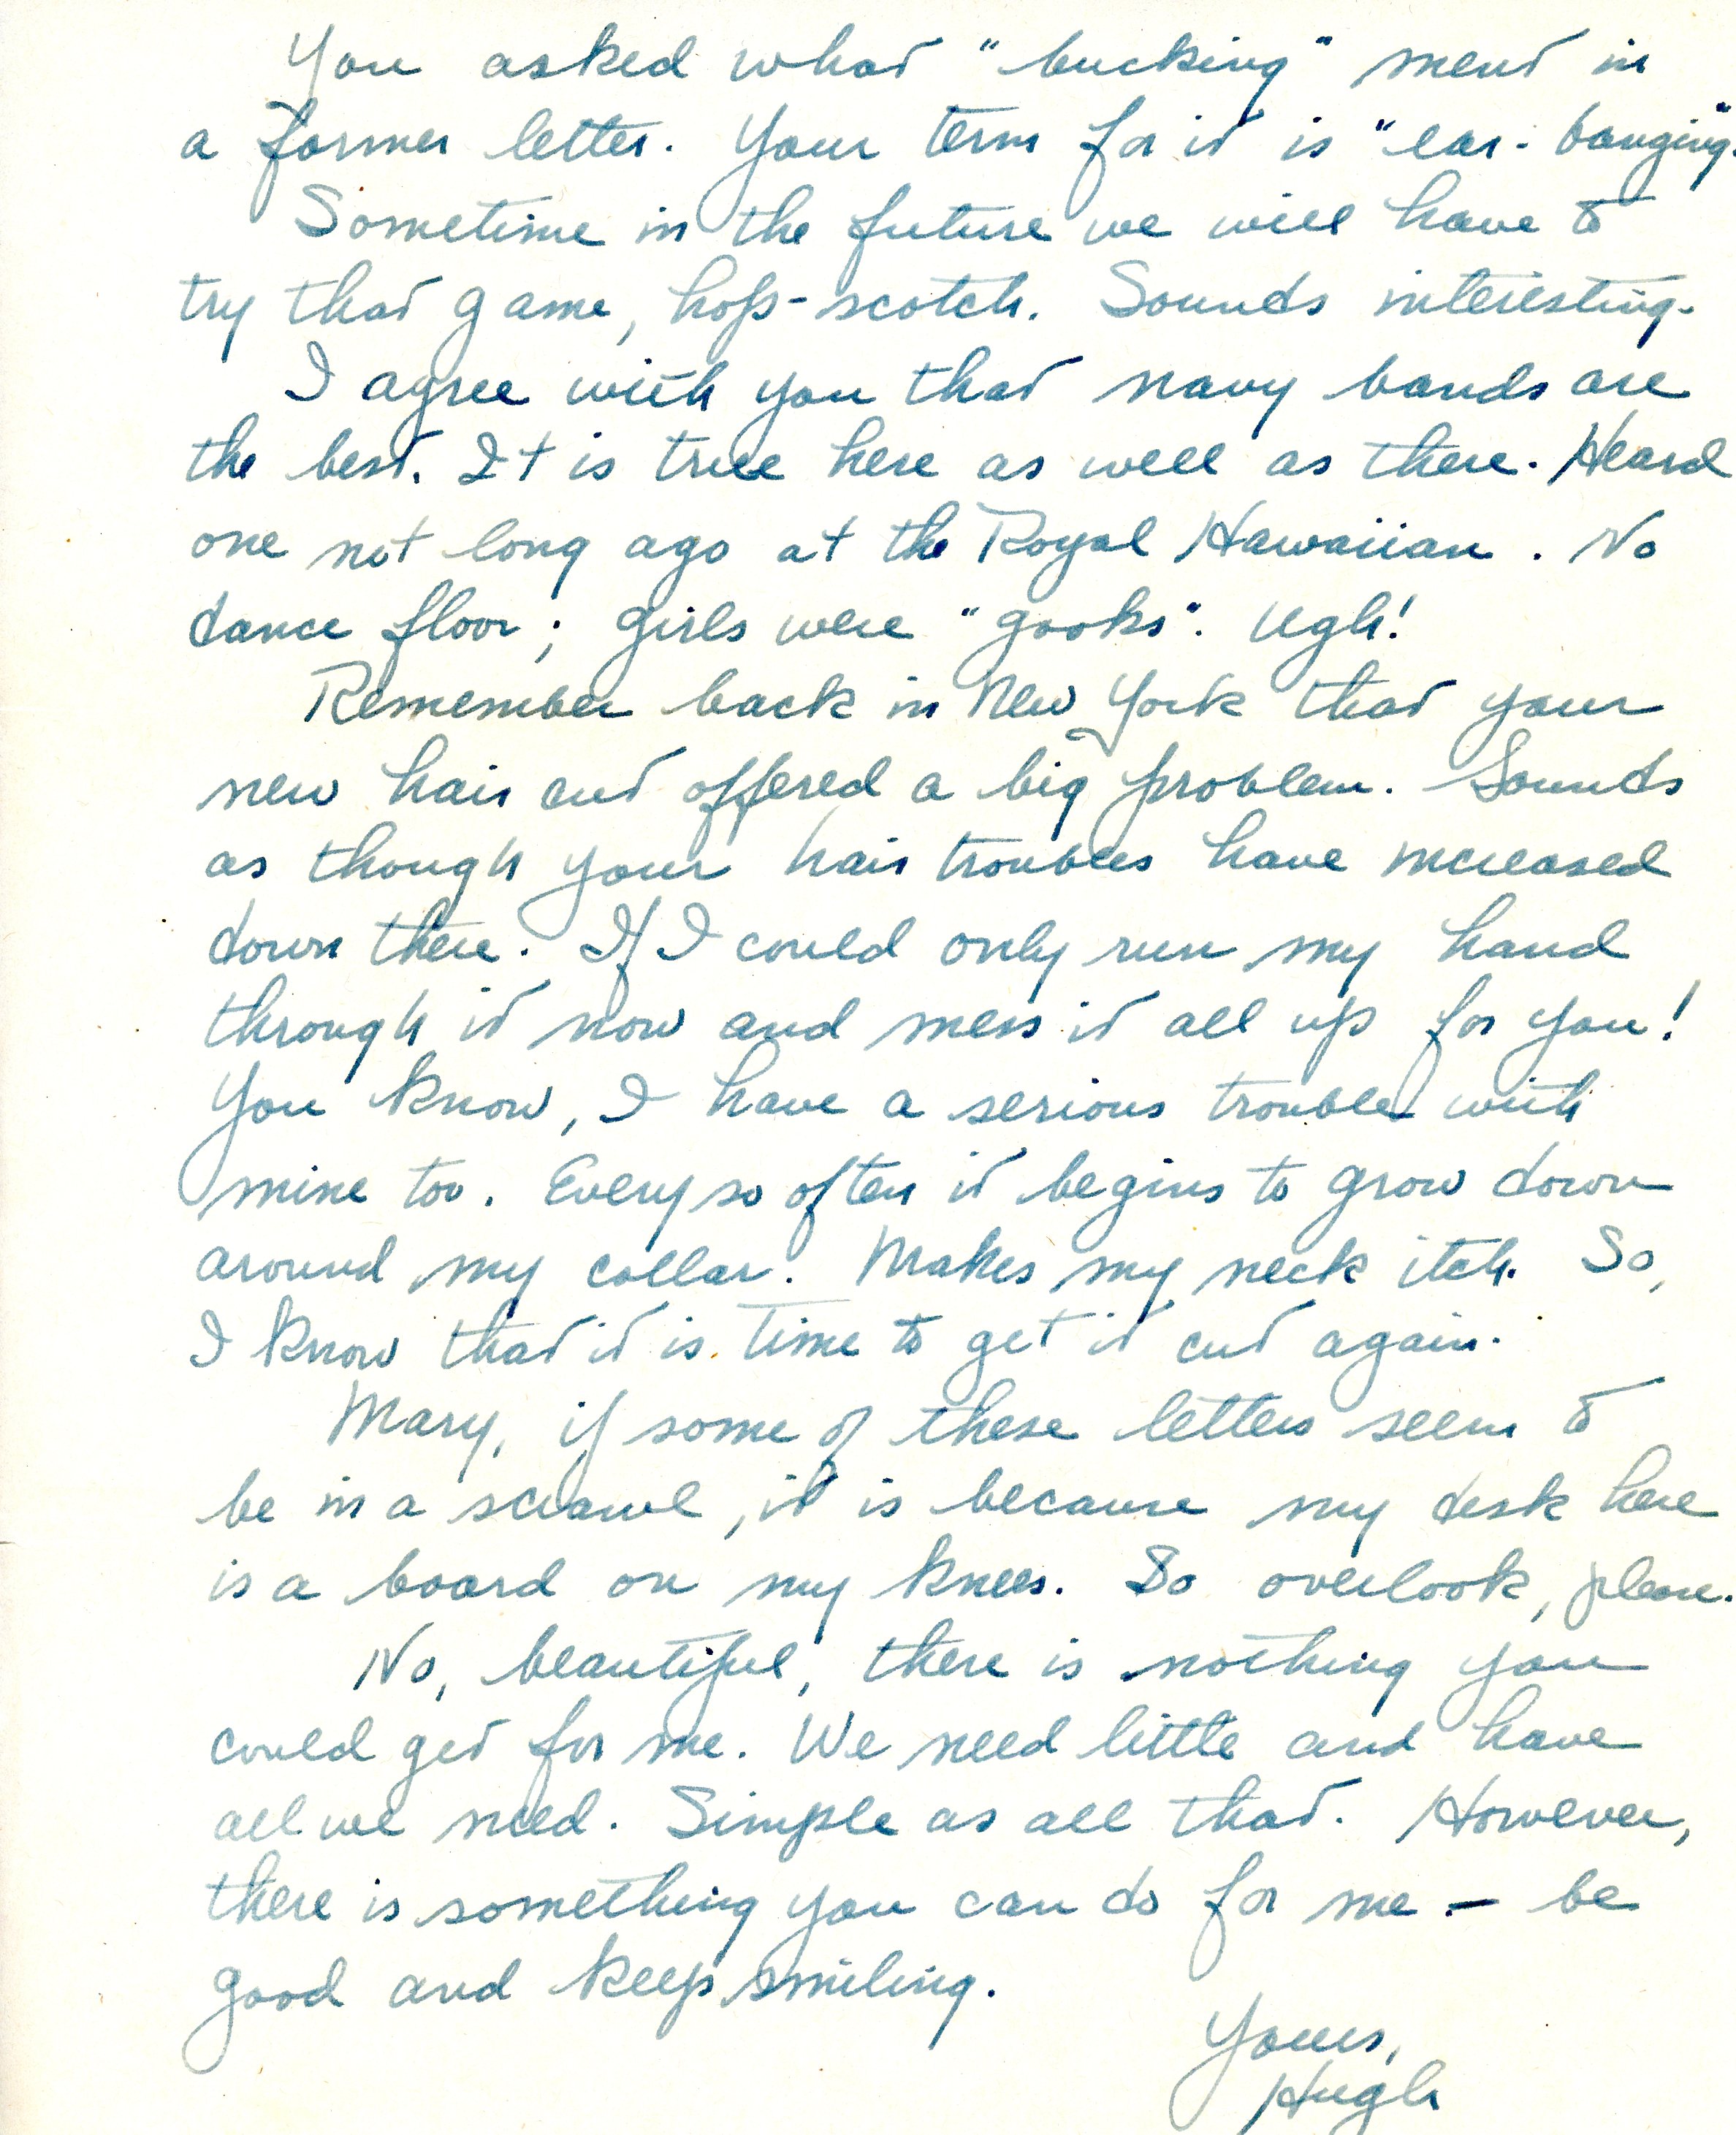 You asked what "bucking" ment in
a former letter. Your term for it is "ear-banging."
Sometime in the future we will have to
try that game, hop-scotch. Sounds interesting.
I agree with you that navy bands are
the best. It is true here as well as there. Heard
one not long ago at the Royal Hawaiian. No
dance floor; girls were "gooks". Ugh!
Remember back in New York that your
new hair cut offered a big problem. Sounds
as though your hair troubles have increased
down there. If I could only run my hand
through it now and mess it all up for you!
You know, I have a serious trouble with
mine too. Every so often it begins to grow down
around my collar. Makes my neck itch. So,
I know that it is time to get it cut again.
Mary, if some of these letters seem to
be in a scrawl, it is because my desk here
is a board on my knees. So overlook, please.
No, beautiful, there is nothing you
could get for me. We need little and have
all we need. Simple as all that. However,
there is something you can do for me - be
good and keep smiling.
Yours,
Hugh